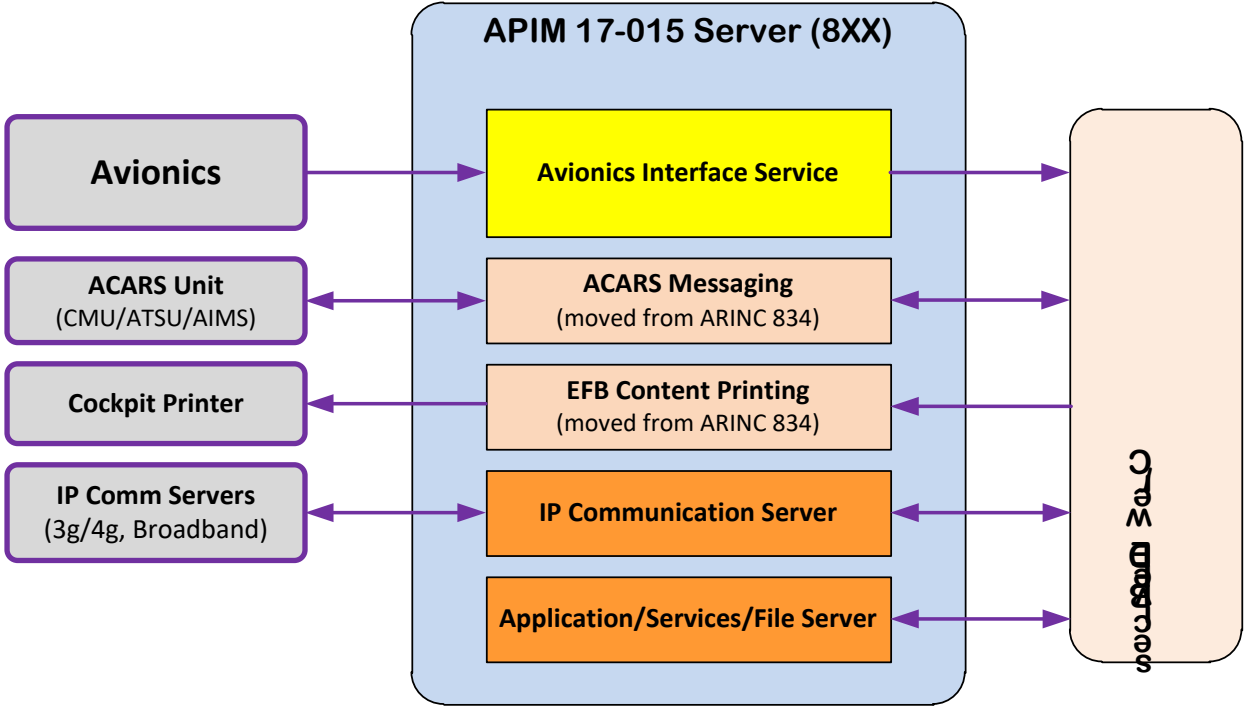 APIM 17-015 Server (8XX)
Avionics
Avionics Interface Service
ACARS Unit
(CMU/ATSU/AIMS)
ACARS Messaging
(moved from ARINC 834)
Cockpit Printer
EFB Content Printing
(moved from ARINC 834)
IP Comm Servers
(3g/4g, Broadband)
IP Communication Server
Application/Services/File Server